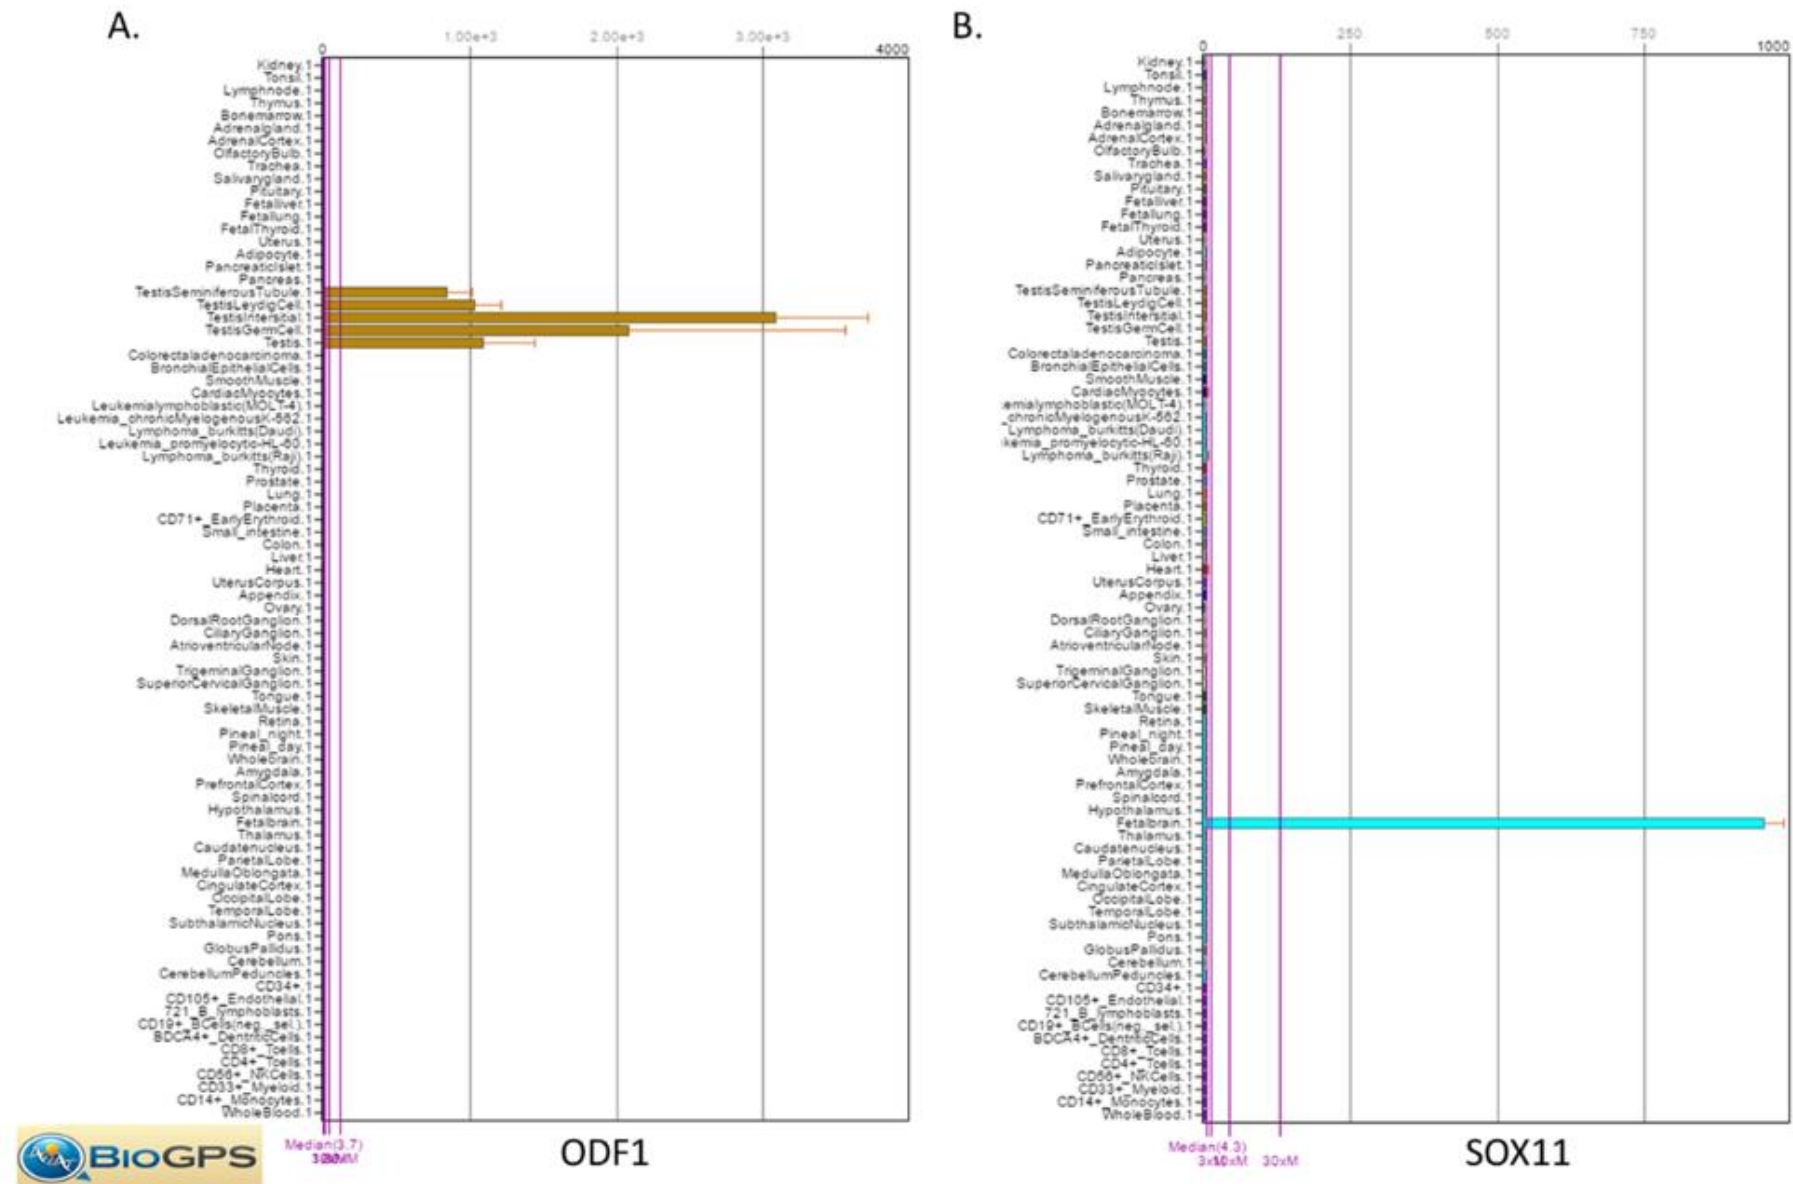 A.
0
1.00e+3
2.00e+3
3.00e+3
4000
Kidney.1
Tonsil.1
Lymphnode.1
Thymus.1
Bonemarrow.1
Adrenalgland.1
AdrenalCortex.1
OlfactoryBulb.1
Trachea.1
Salivarygland.1
Pituitary.1
Fetalliver.1
Fetallung.1
FetalThyroid.1
Uterus.1
Adipocyte.1
PancreaticIslet.1
Pancreas.1
TestisSeminiferousTubule.1
TestisLeydigCell.1
TestisIntersitial.1
TestisGermCell.1
Testis.1
Colorectaladenocarcinoma.1
BronchialEpithelialCells.1
SmoothMuscle.1
CardiacMyocytes.1
Leukemialymphoblastic(MOLT-4).1
Leukemia_chronicMyelogenousK-562.1
Lymphoma_burkitts(Daudi).1
Leukemia_promyelocytic-HL-60.1
Lymphoma_burkitts(Raji).1
Thyroid.1
Prostate.1
Lung.1
Placenta.1
CD71+_EarlyErythroid.1
Small_intestine.1
Colon.1
Liver.1
Heart.1
UterusCorpus.1
Appendix.1
Ovary.1
DorsalRootGanglion.1
CiliaryGanglion.1
AtrioventricularNode.1
Skin.1
TrigeminalGanglion.1
SuperiorCervicalGanglion.1
Tongue.1
SkeletalMuscle.1
Retina.1
Pineal_night.1
Pineal_day.1
Wholebrain.1
Amygdala.1
PrefrontalCortex.1
Spinalcord.1
Hypothalamus.1
Fetalbrain.1
Thalamus.1
Caudatenucleus.1
ParietalLobe.1
MedullaOblongata.1
CingulateCortex.1
OccipitalLobe.1
TemporalLobe.1
SubthalamicNucleus.1
Pons.1
GlobusPallidus.1
Cerebellum.1
CerebellumPeduncles.1
CD34+.1
CD105+_Endothelial.1
721_B_lymphoblasts.1
CD19+_BCells(neg._sel.).1
BDCA4+_DentriticCells.1
CD8+_Tcells.1
CD4+_Tcells.1
CD56+_NKCells.1
CD33+_Myeloid.1
CD14+_Monocytes.1
WholeBlood.1
Median(3.7)
ODF1
BioGPS
B.
0
250
500
750
1000
Kidney.1
Tonsil.1
Lymphnode.1
Thymus.1
Bonemarrow.1
Adrenalgland.1
AdrenalCortex.1
OlfactoryBulb.1
Trachea.1
Salivarygland.1
Pituitary.1
Fetalliver.1
Fetallung.1
FetalThyroid.1
Uterus.1
Adipocyte.1
PancreaticIslet.1
Pancreas.1
TestisSeminiferousTubule.1
TestisLeydigCell.1
TestisIntersitial.1
TestisGermCell.1
Testis.1
Colorectaladenocarcinoma.1
BronchialEpithelialCells.1
SmoothMuscle.1
CardiacMyocytes.1
emialymphoblastic(MOLT-4).1
_chronicMyelogenousK-562.1
Lymphoma_burkitts(Daudi).1
kemia_promyelocytic-HL-60.1
Lymphoma_burkitts(Raji).1
Thyroid.1
Prostate.1
Lung.1
Placenta.1
CD71+_EarlyErythroid.1
Small_intestine.1
Colon.1
Liver.1
Heart.1
UterusCorpus.1
Appendix.1
Ovary.1
DorsalRootGanglion.1
CiliaryGanglion.1
AtrioventricularNode.1
Skin.1
TrigeminalGanglion.1
SuperiorCervicalGanglion.1
Tongue.1
SkeletalMuscle.1
Retina.1
Pineal_night.1
Pineal_day.1
Wholebrain.1
Amygdala.1
PrefrontalCortex.1
Spinalcord.1
Hypothalamus.1
Fetalbrain.1
Thalamus.1
Caudatenucleus.1
ParietalLobe.1
MedullaOblongata.1
CingulateCortex.1
OccipitalLobe.1
TemporalLobe.1
SubthalamicNucleus.1
Pons.1
GlobusPallidus.1
Cerebellum.1
CerebellumPeduncles.1
CD34+.1
CD105+_Endothelial.1
721_B_lymphoblasts.1
CD19+_BCells(neg._sel.).1
BDCA4+_DentriticCells.1
CD8+_Tcells.1
CD4+_Tcells.1
CD56+_NKCells.1
CD33+_Myeloid.1
CD14+_Monocytes.1
WholeBlood.1
Median(4.3)
30xM
SOX11